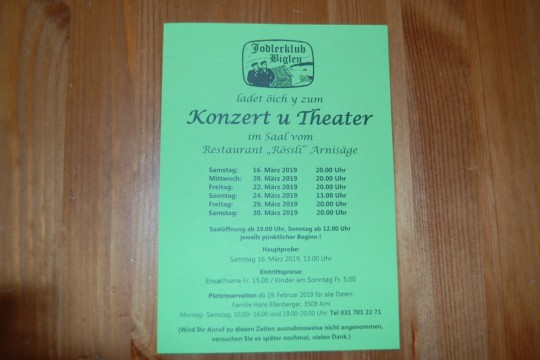 Jodlerklub
Biglen
ladet öich y zum
Konzert u Theater
im Saal vom
Restaurant „Rössli" Arnisäge
Samstag: 16. März 2019 20.00 Uhr
Mittwoch: 20. März 2019 20.00 Uhr
Freitag: 22. März 2019 20.00 Uhr
Sonntag: 24. März 2019 13.00 Uhr
Freitag: 29. März 2019 20.00 Uhr
Samstag: 30. März 2019 20.00 Uhr
Saalöffnung ab 19.00 Uhr, Sonntag ab 12.00 Uhr
jeweils pünktlicher Beginn !
Hauptprobe:
Samstag 16. März 2019, 13.00 Uhr
Eintrittspreise:
Erwachsene Fr. 15.00 / Kinder am Sonntag Fr. 5.00
Platzreservation ab 19. Februar 2019 für alle Daten:
Familie Hans Ellenberger, 3508 Arni
Montag- Samstag, 10.00- 16.00 und 19.00-20.00 Uhr: Tel 031 701 22 71
(Wird Ihr Anruf zu diesen Zeiten ausnahmsweise nicht angenommen,
versuchen Sie er später nochmal, vielen Dank.)